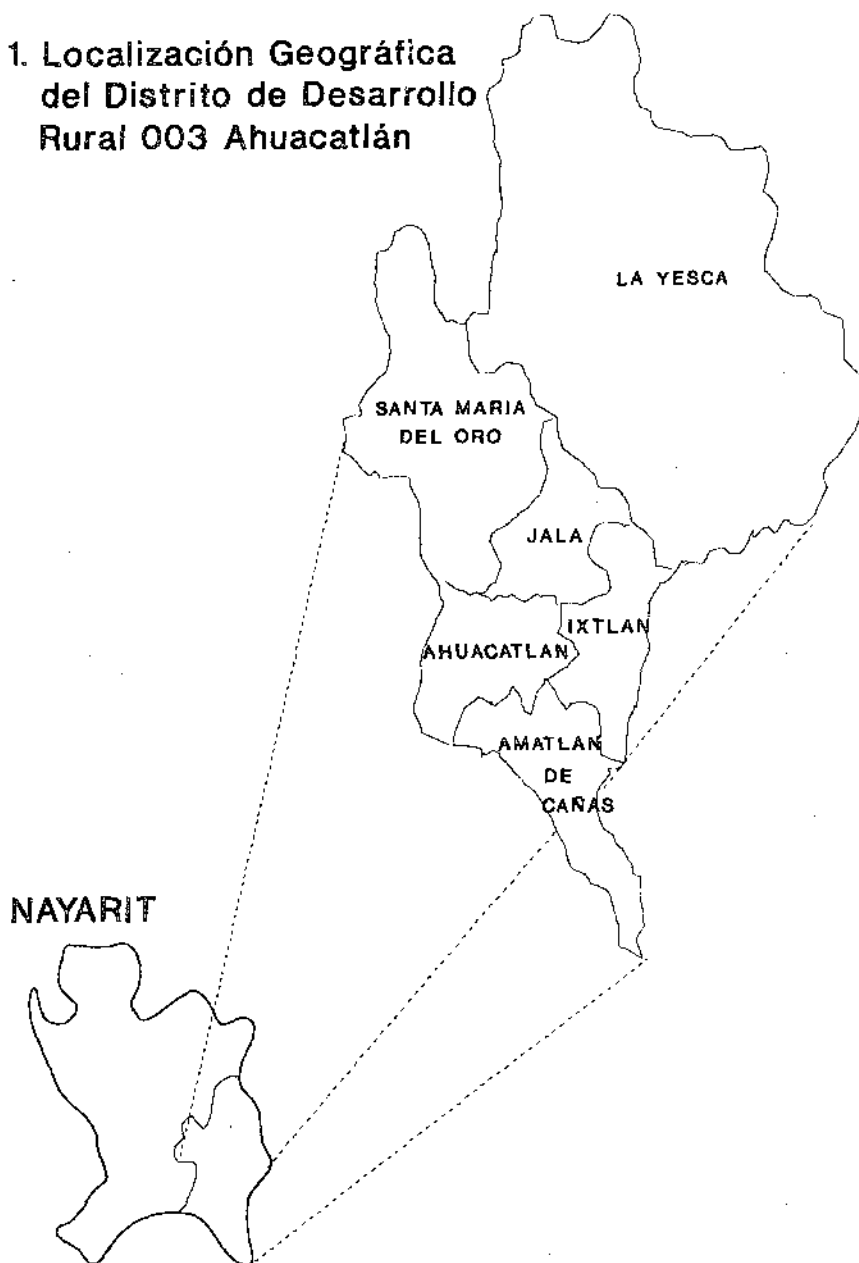 1. Localización Geográfica
del Distrito de Desarrollo
Rural 003 Ahuacatlán
LA YESCA
SANTA MARIA
DEL ORO
JALA
IXTLAN
AHUACATLAN
AMATLAN
DE
CAÑAS
NAYARIT